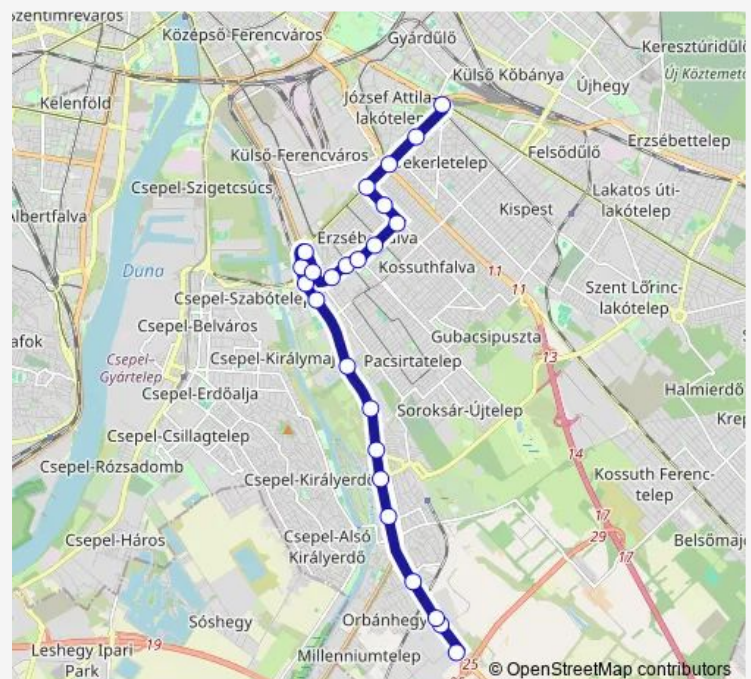 zentimreváros
Középső-Ferencváros
Gyárdűlő
Keresztúridűlő
Külső Kőbánya
Új Köztemető
Újhegy
Kelenföld
József Attila-
lakótelep
Erzsébettelep
Külső-Ferencváros
ekerletelep
Felsődűlő
Csepel-Szigetcsúcs
Lakatos úti-
lakótelep
Kispest
Albertfalva
Erzsébetfalva
Duna
Kossuthfalva
11
11
Szent Lőrinc-
lakótelep
Csepel-Szabótelep
Csepel-Belváros
Gubacsipuszta
afok
Csepel-
Gyártelep
Csepel-Királymaj
Pacsirtatelep
13
Csepel-Erdőalja
Halmierdő
Soroksár-Újtelep
Krep
Csepel-Csillagtelep
14
Csepel-Rózsadomb
Csepel-Királyerdő
Kossuth Ferenc-
telep
17
Csepel-Háros
Csepel-Alsó
Királyerdő
29
17
Belsőmajo
Sóshegy
Orbánhegy
19
Leshegy Ipari
Park
Millenniumtelep
25
© OpenStreetMap contributors